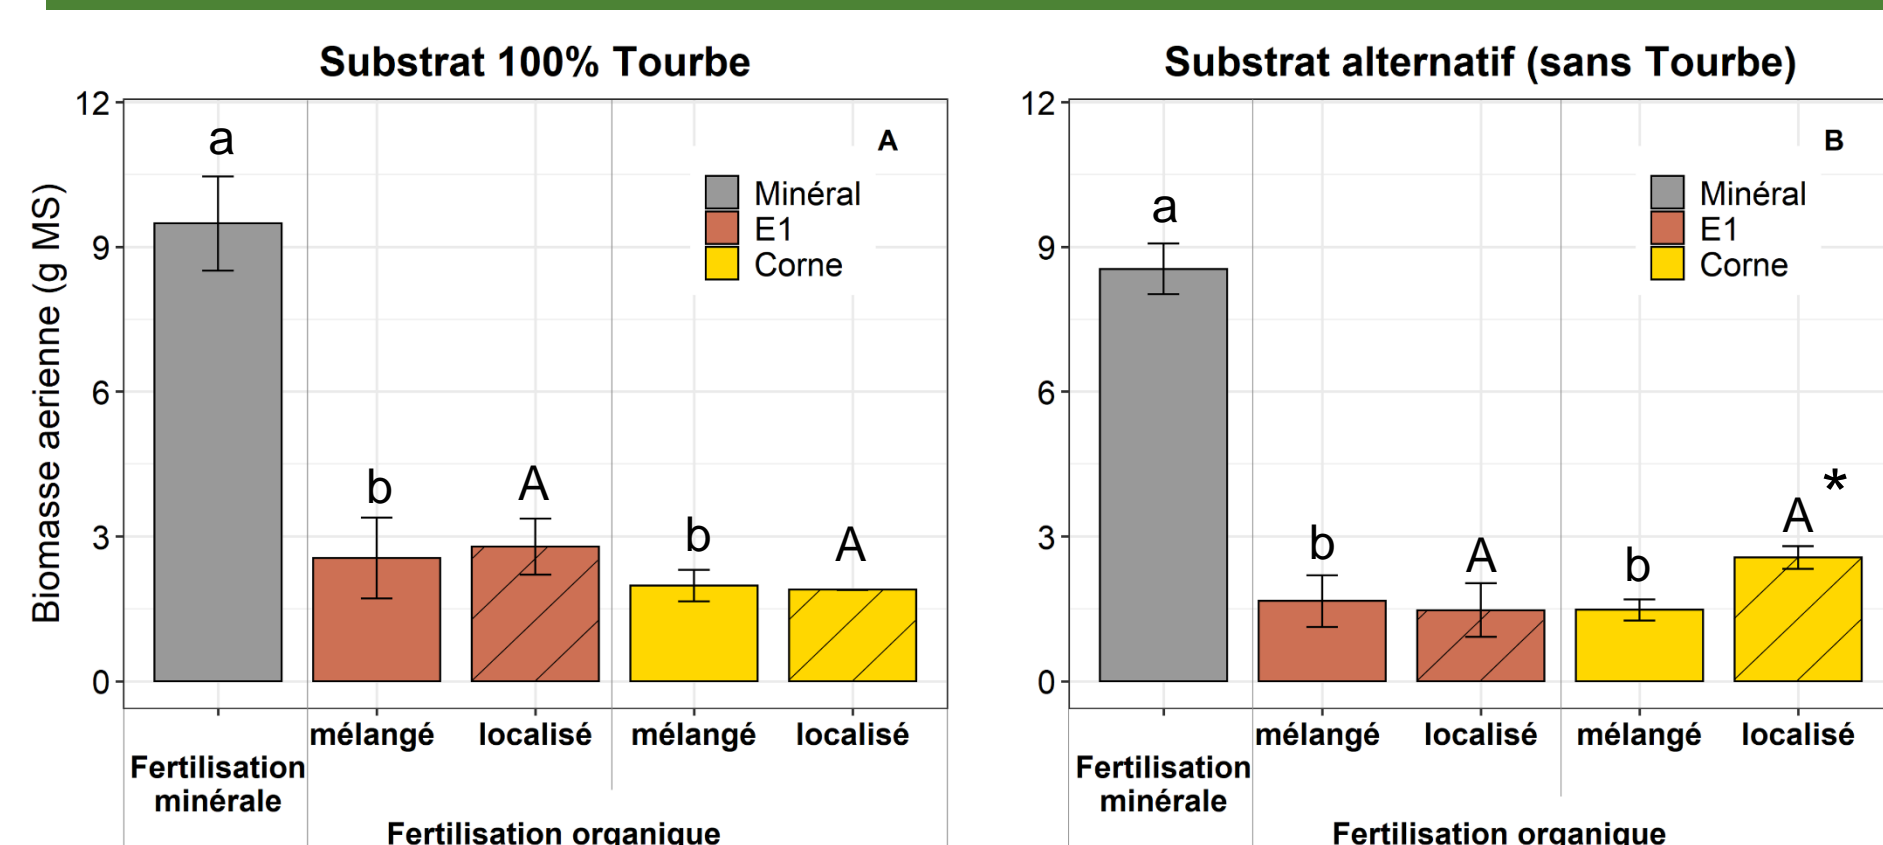 Substrat 100% Tourbe
12
9
6
3
0
Biomasse aerienne (g MS)
a
b
A
b
A
A
Minéral
E1
Corne
mélangé
localisé
mélangé
localisé
Fertilisation
minérale
Fertilisation organique
Substrat alternatif (sans Tourbe)
12
9
6
3
0
a
b
A
b
A
*
B
Minéral
E1
Corne
mélangé
localisé
mélangé
localisé
Fertilisation
minérale
Fertilisation organique